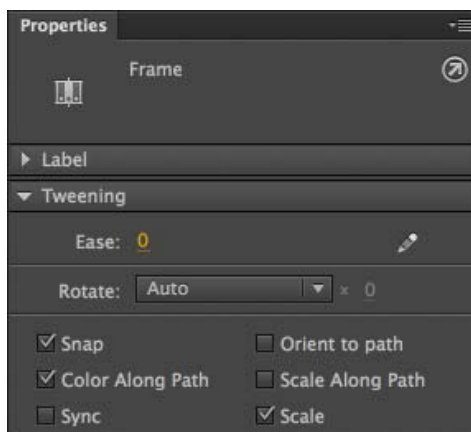 Properties
Frame
Label
Tweening
Ease: 0
Rotate: Auto x 0
Snap Orient to path
Color Along Path Scale Along Path
Sync Scale